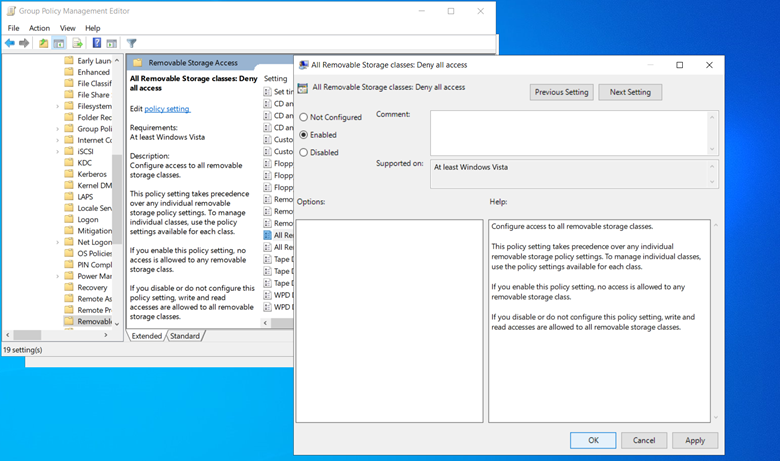 Group Policy Management Editor
File Action View Help
Early Laun
Enhanced
File Classif
File Share
Filesystem
Folder Rec
Group Poli
Internet Co
iSCSI
KDC
Kerberos
Kernel DM
LAPS
Locale Serv
Logon
Mitigation
Net Logon
OS Policies
PIN Compl
Power Mar
Recovery
Remote As
Remote Pr
Removable
19 setting(s)
Removable Storage Access
All Removable Storage classes: Deny
all access
Edit policy setting
Requirements:
At least Windows Vista
Description:
Configure access to all removable
storage classes.
This policy setting takes precedence
over any individual removable
storage policy settings. To manage
individual classes, use the policy
settings available for each class.
If you enable this policy setting, no
access is allowed to any removable
storage class.
If you disable or do not configure this
policy setting, write and read
accesses are allowed to all removable
storage classes.
Setting
Set tin
CD an
CD an
CD an
Custo
Custo
Flopp
Flopp
Flopp
Remo
Remo
Remo
All Re
All Re
Tape D
Tape D
Tape D
WPD D
WPD D
Extended Standard
All Removable Storage classes: Deny all access
All Removable Storage classes: Deny all access
Previous Setting Next Setting
Not Configured
Enabled
Disabled
Comment:
Supported on:
At least Windows Vista
Options:
Help:
Configure access to all removable storage classes.
This policy setting takes precedence over any individual
removable storage policy settings. To manage individual classes,
use the policy settings available for each class.
If you enable this policy setting, no access is allowed to any
removable storage class.
If you disable or do not configure this policy setting, write and
read accesses are allowed to all removable storage classes.
OK Cancel Apply